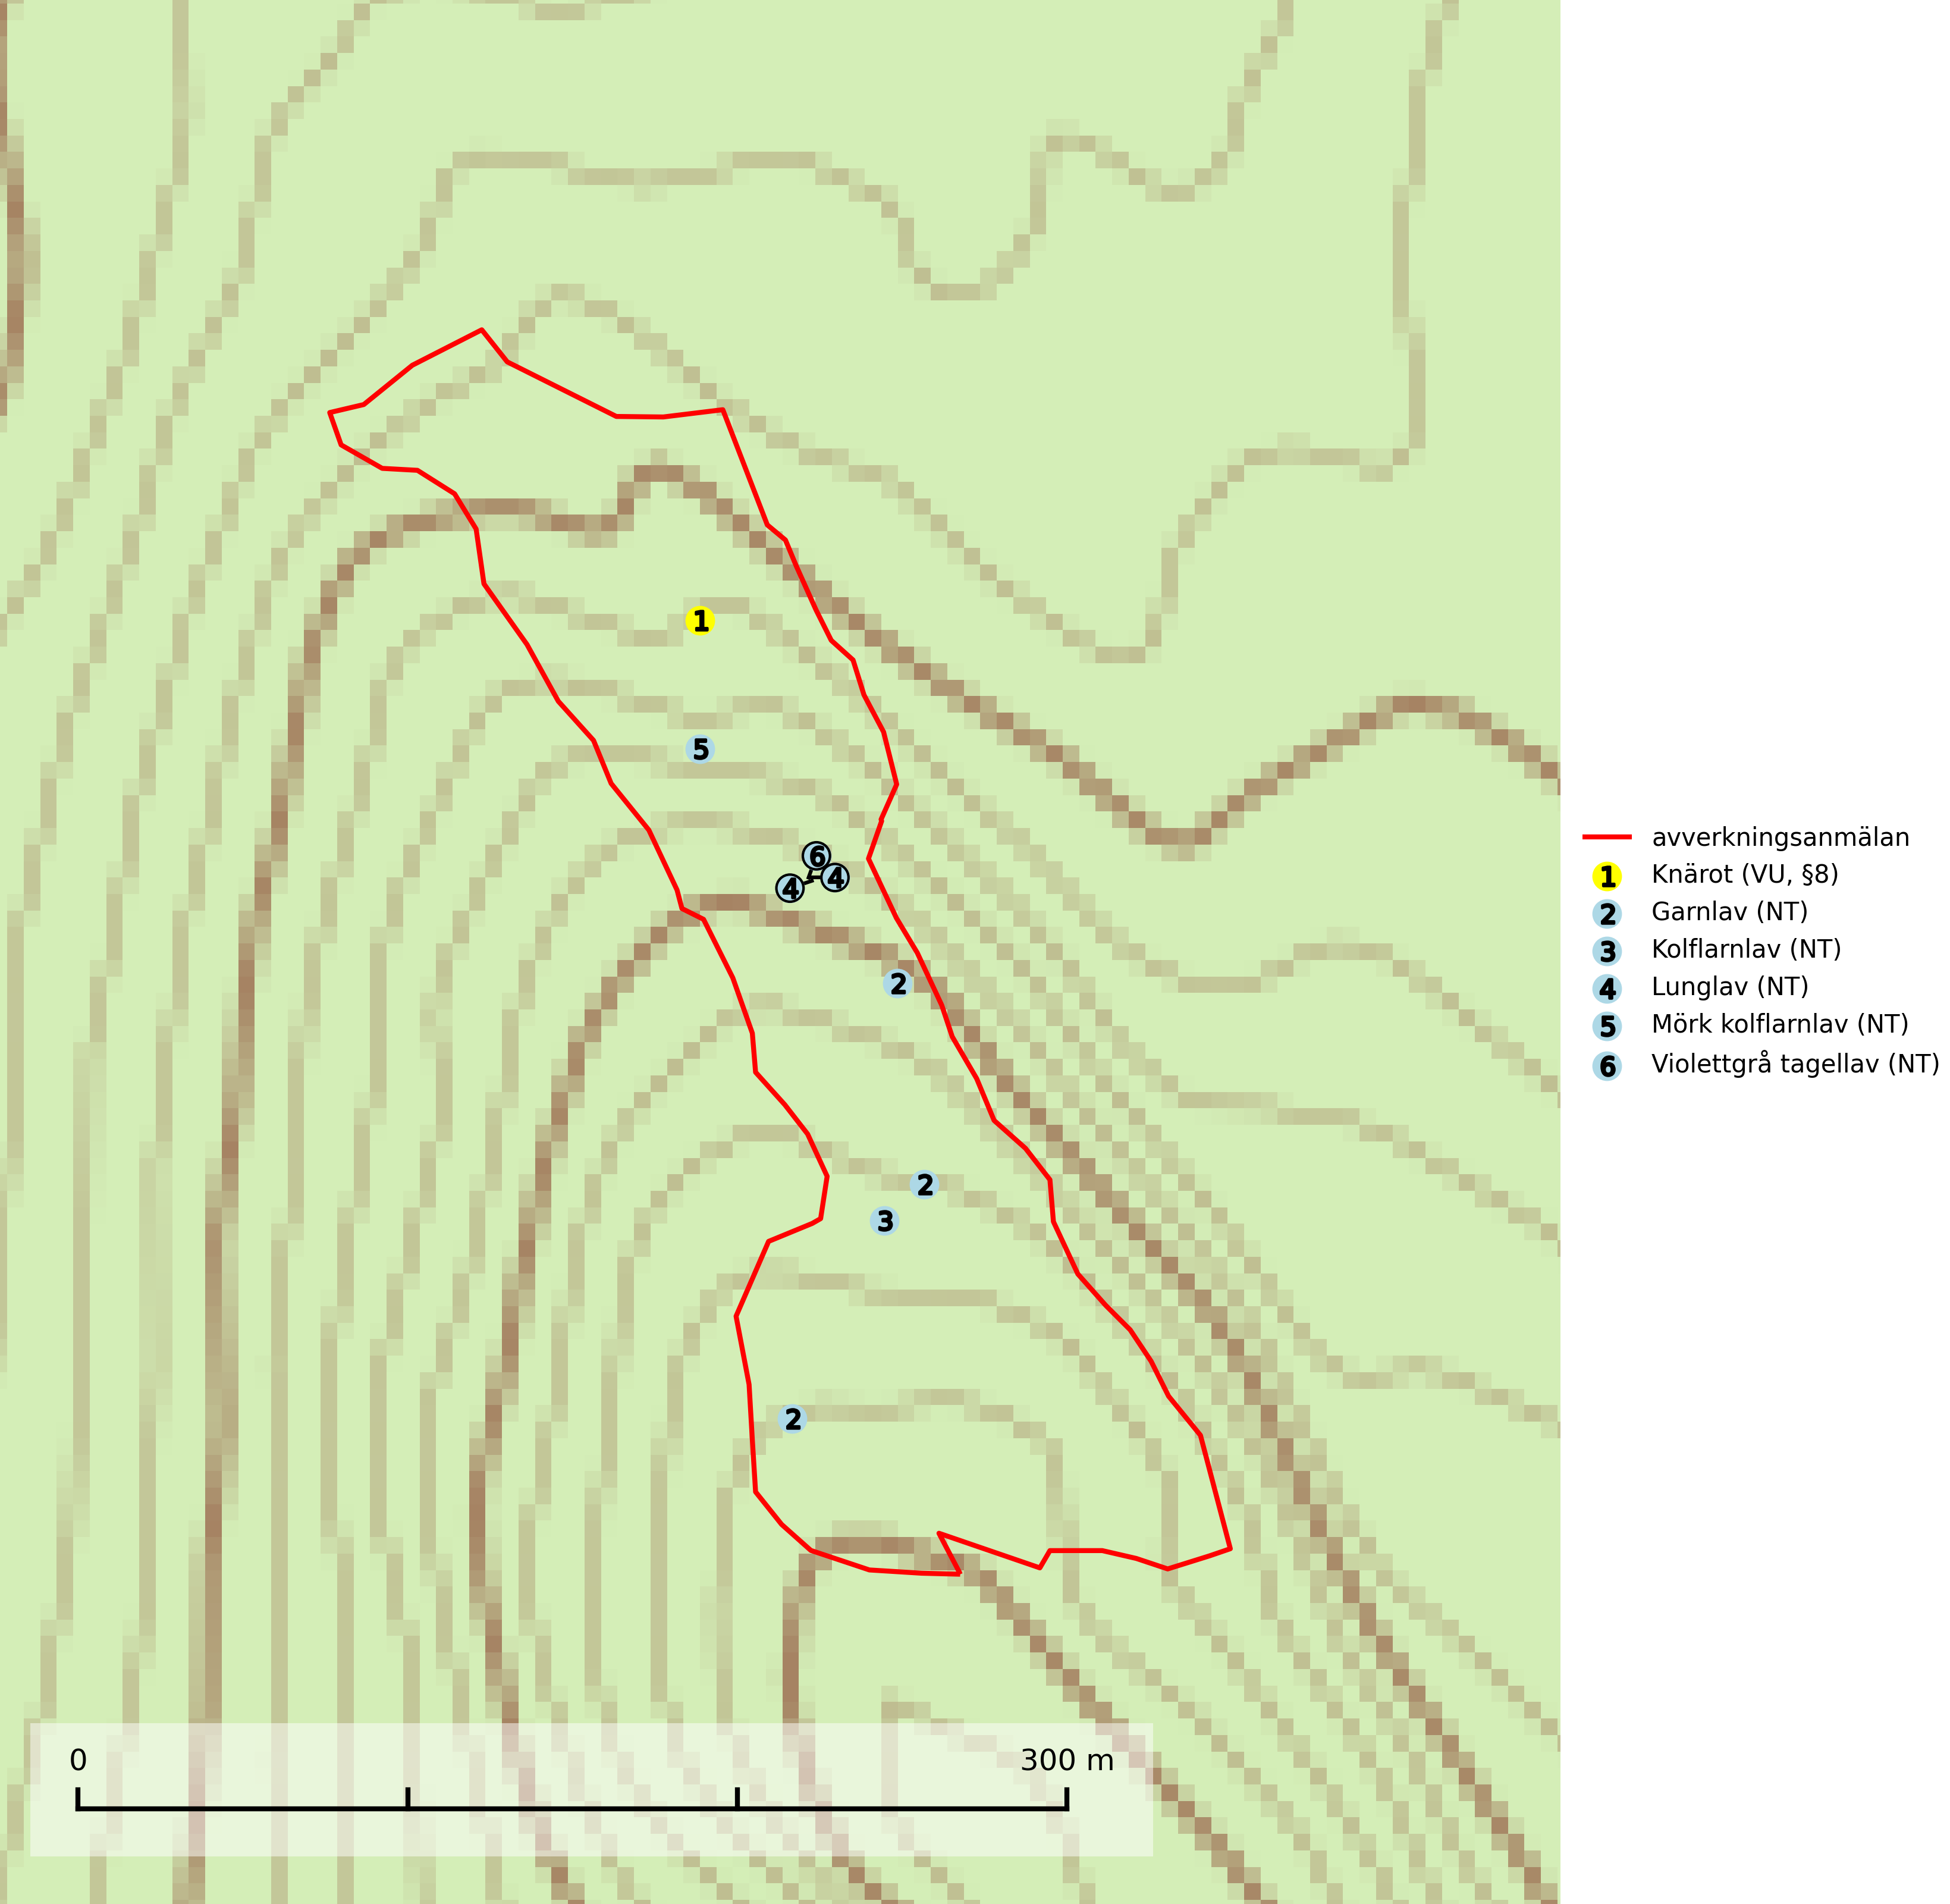 1
5
6
4
4
2
2
3
2
0
300 m
avverkningsanmälan
1 Knärot (VU, §8)
2 Garnlav (NT)
3 Kolflarnlav (NT)
4 Lunglav (NT)
5 Mörk kolflarnlav (NT)
6 Violettgrå tagellav (NT)